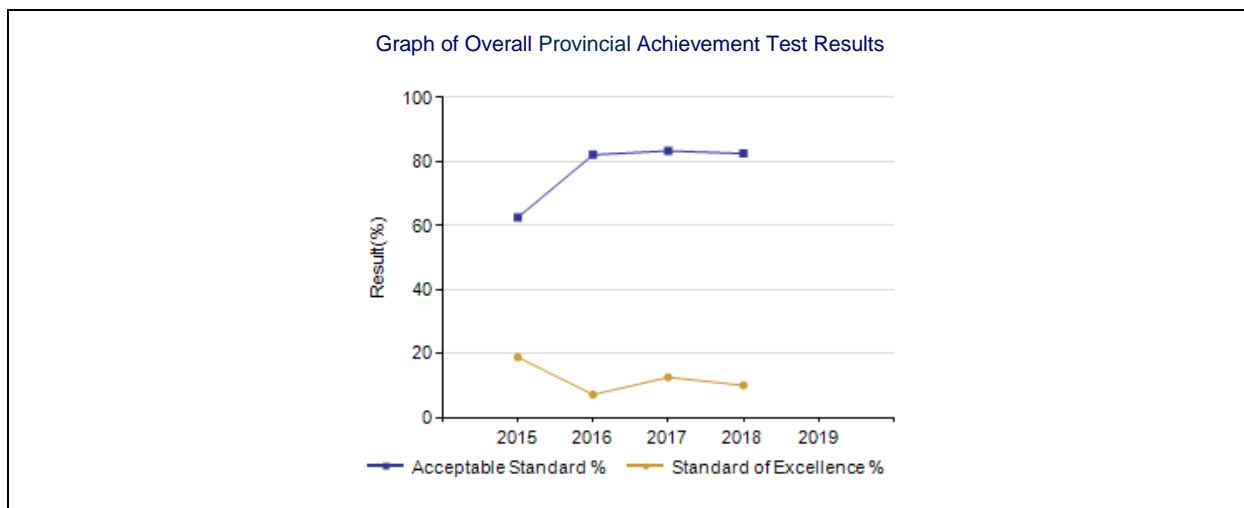 Graph of Overall Provincial Achievement Test Results
100
80
60
40
20
0
Result(%)
2015 2016 2017 2018 2019
Acceptable Standard % Standard of Excellence %